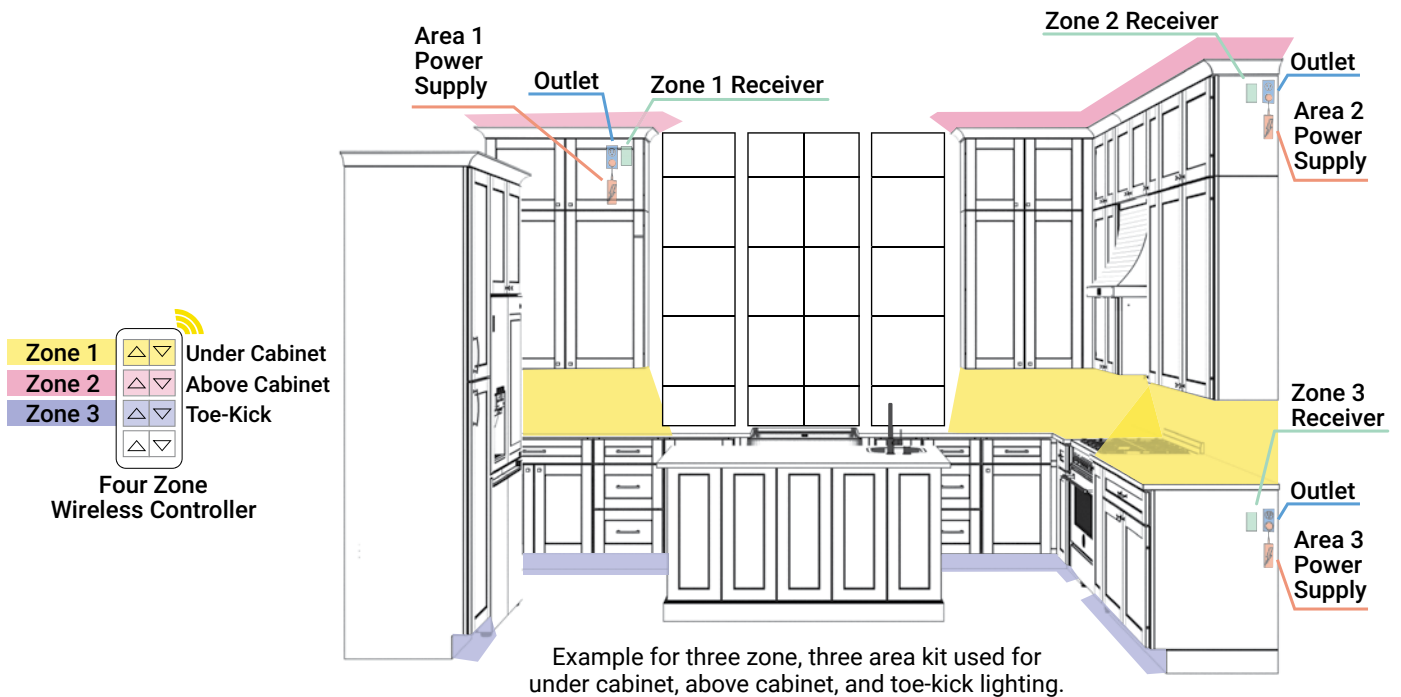 Zone 2 Receiver
Area 1
Power
Supply
Outlet
Zone 1 Receiver
Outlet
Area 2
Power
Supply
Zone 1
Under Cabinet
Zone 2
Above Cabinet
Zone 3
Toe-Kick
Four Zone
Wireless Controller
Zone 3
Receiver
Outlet
Area 3
Power
Supply
Example for three zone, three area kit used for
under cabinet, above cabinet, and toe-kick lighting.